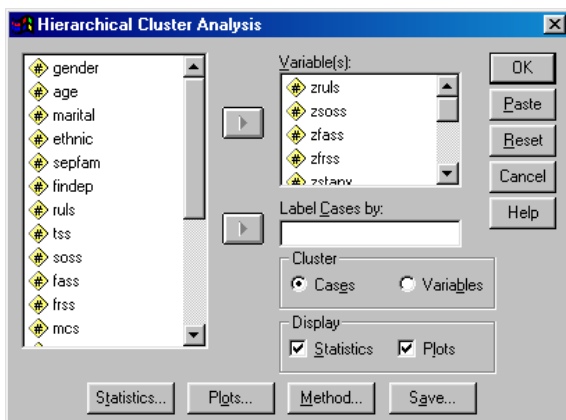 Hierarchical Cluster Analysis
gender
age
marital
ethnic
sepfam
findep
ruls
tss
soss
fass
frss
mcs
Variable(s):
zruls
zsoss
zfass
zfrss
zstanx
Label Cases by:
Cluster
Cases
Variables
Display
Statistics
Plots
OK
Paste
Reset
Cancel
Help
Statistics...
Plots...
Method...
Save...